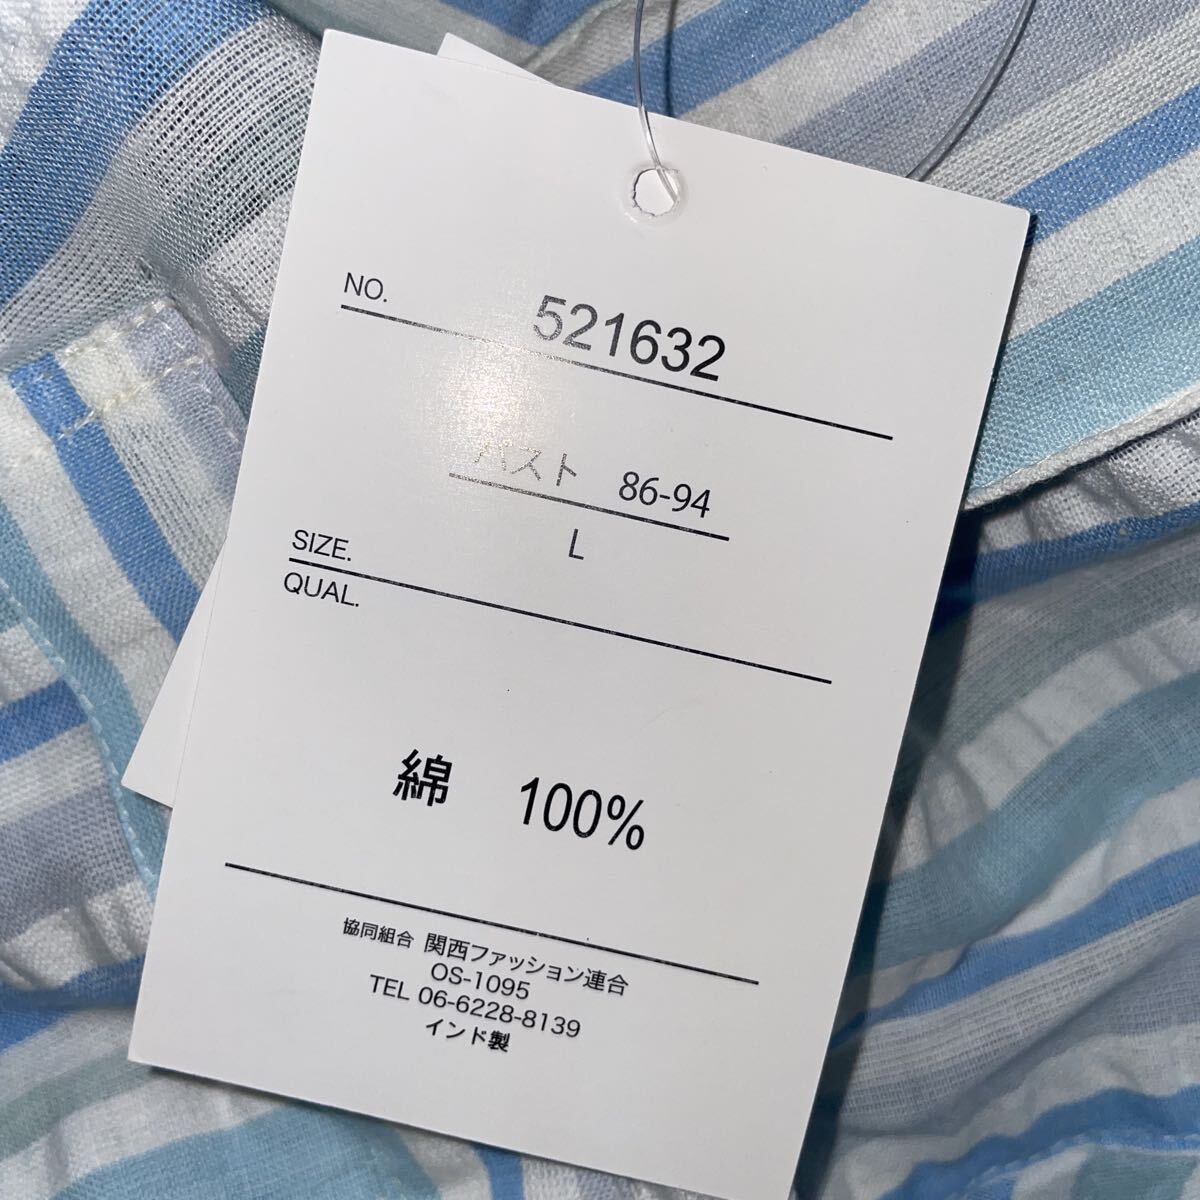 NO.
521632
バスト 86-94
L
SIZE.
QUAL.
綿 100%
協同組合 関西ファッション連合
OS-1095
TEL 06-6228-8139
インド製